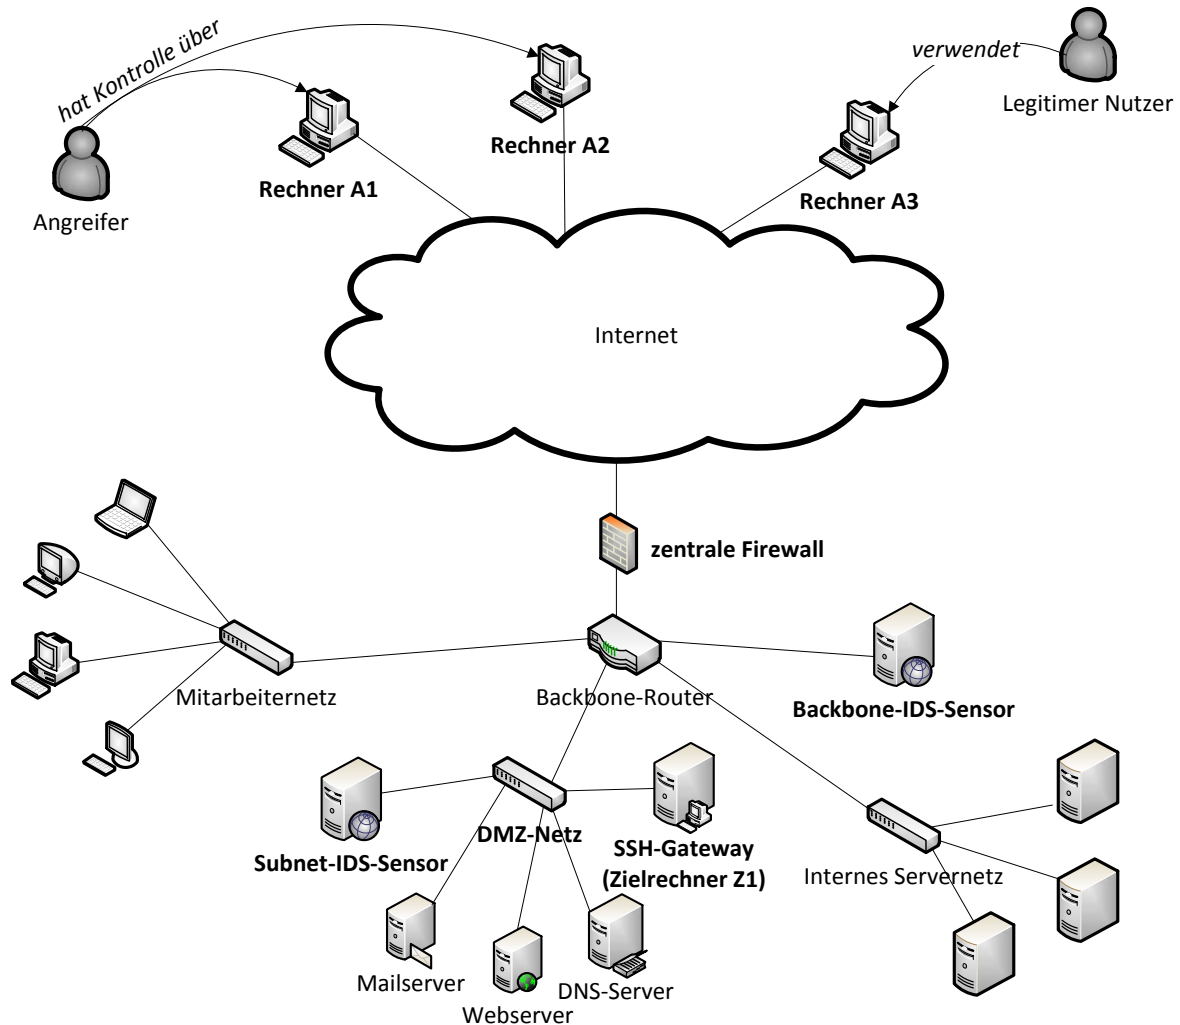 hat Kontrolle über
verwendet
Legitimer Nutzer
Rechner A2
Rechner A1
Rechner A3
Angreifer
Internet
zentrale Firewall
Mitarbeiternetz
Backbone-Router
Backbone-IDS-Sensor
DMZ-Netz
Subnet-IDS-Sensor
SSH-Gateway
(Zielrechner Z1)
Internes Servernetz
Mailserver
DNS-Server
Webserver